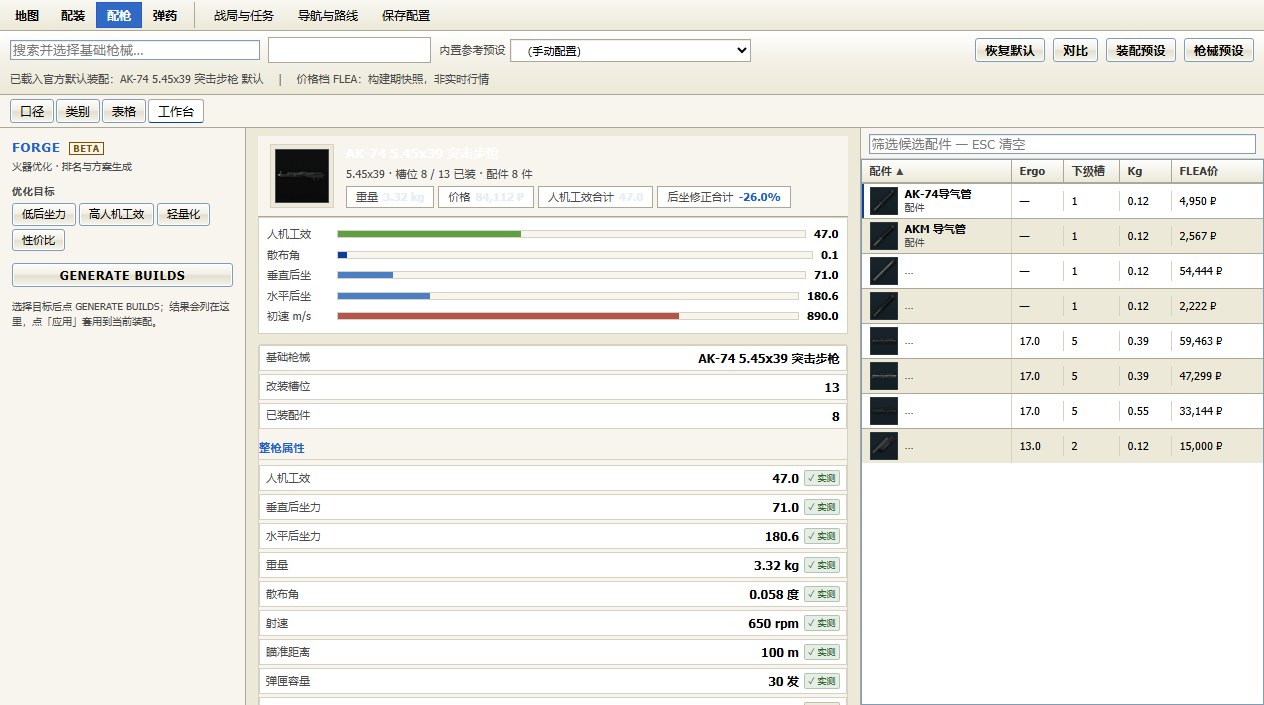 地图 配装 配枪 弹药 战局与任务 导航与路线 保存配置
搜索并选择基础枪械... 内置参考预设 (手动配置) 恢复默认 对比 装配预设 枪械预设
已载入官方默认装配：AK-74 5.45x39 突击步枪 默认 | 价格档 FLEA：构建期快照，非实时行情
口径 类别 表格 工作台
FORGE BETA
火器优化 · 排名与方案生成
优化目标
低后坐力 高人机工效 轻量化
性价比
GENERATE BUILDS
选择目标后点 GENERATE BUILDS；结果会列在这
里，点「应用」套用到当前装配。
AK-74 5.45x39 突击步枪
5.45x39 · 槽位 8 / 13 已装 · 配件 8 件
重量 3.32 kg 价格 84,112 ₽ 人机工效合计 47.0 后坐修正合计 -26.0%
人机工效 47.0
散布角 0.1
垂直后坐 71.0
水平后坐 180.6
初速 m/s 890.0
基础枪械 AK-74 5.45x39 突击步枪
改装槽位 13
已装配件 8
整枪属性
人机工效 47.0 ✓ 实测
垂直后坐力 71.0 ✓ 实测
水平后坐力 180.6 ✓ 实测
重量 3.32 kg ✓ 实测
散布角 0.058 度 ✓ 实测
射速 650 rpm ✓ 实测
瞄准距离 100 m ✓ 实测
弹匣容量 30 发 ✓ 实测
筛选候选配件 — ESC 清空
配件 ▲ Ergo 下级槽 Kg FLEA价
AK-74导气管
配件 — 1 0.12 4,950 ₽
AKM 导气管
配件 — 1 0.12 2,567 ₽
... — 1 0.12 54,444 ₽
... — 1 0.12 2,222 ₽
... 17.0 5 0.39 59,463 ₽
... 17.0 5 0.39 47,299 ₽
... 17.0 5 0.55 33,144 ₽
... 13.0 2 0.12 15,000 ₽